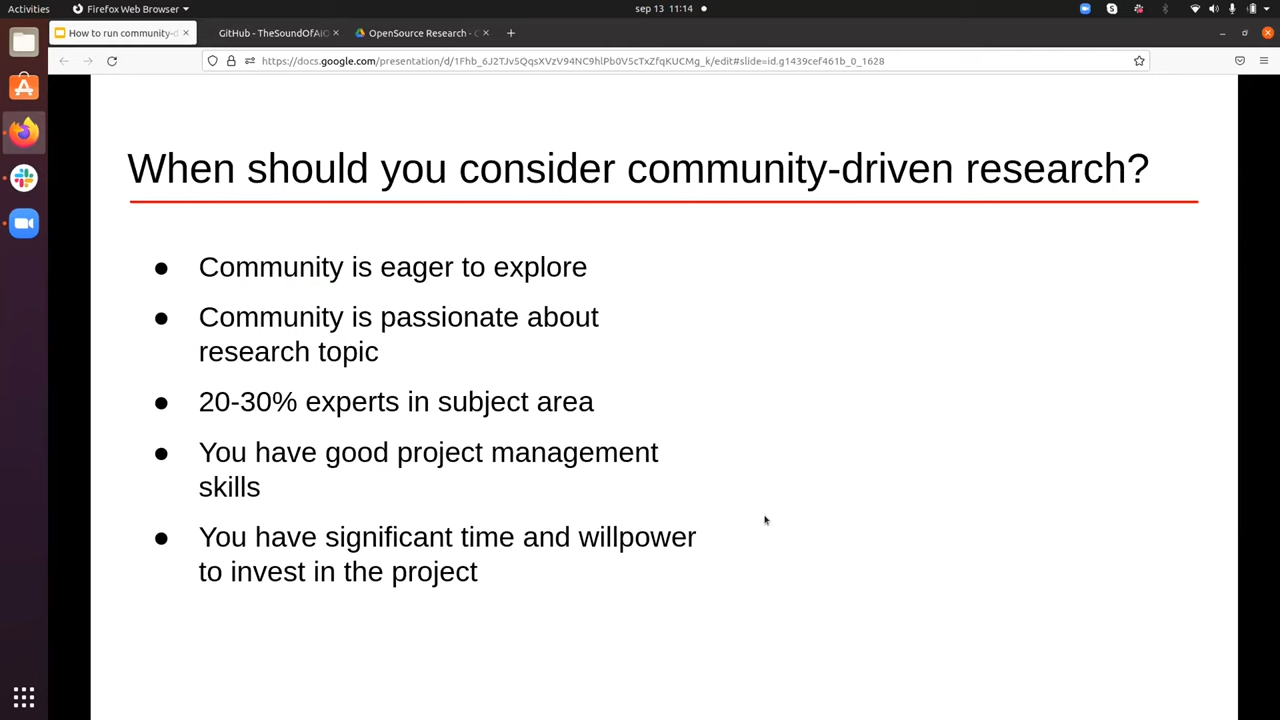 Activities
Firefox Web Browser
sep 13 11:14
How to run community-d
GitHub - TheSoundOfAIO
OpenSource Research - C
https://docs.google.com/presentation/d/1Fhb_6J2TJv5QqsXVzV94NC9hlPb0V5cTxZfqKUCMg_k/edit#slide=id.g1439cef461b_0_1628
When should you consider community-driven research?
● Community is eager to explore
● Community is passionate about
research topic
● 20-30% experts in subject area
● You have good project management
skills
● You have significant time and willpower
to invest in the project